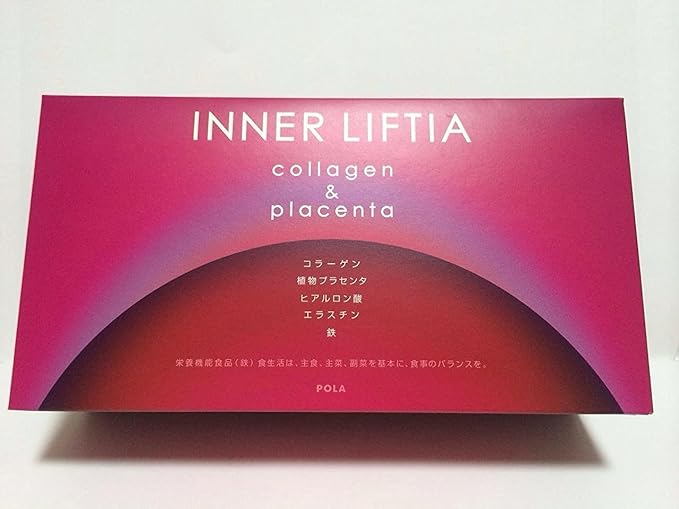 INNER LIFTIA
collagen
&
placenta
コラーゲン
植物プラセンタ
ヒアルロン酸
エラスチン
鉄
栄養機能食品(鉄) 食生活は、主食、主菜、副菜を基本に、食事のバランスを。
POLA